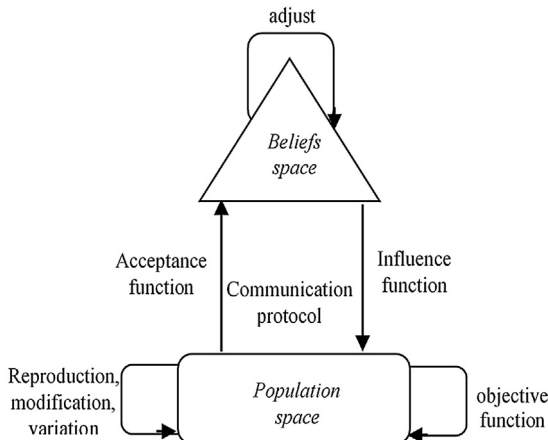 adjust
Beliefs
space
Acceptance
function
Influence
function
Communication
protocol
Reproduction,
modification,
variation
Population
space
objective
function